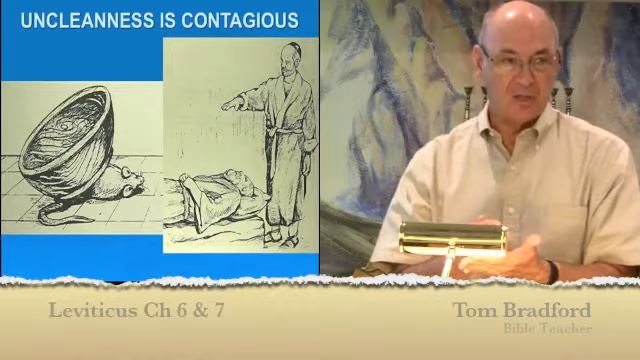 UNCLEANNESS IS CONTAGIOUS
Leviticus Ch 6 & 7
Tom Bradford
Bible Teacher